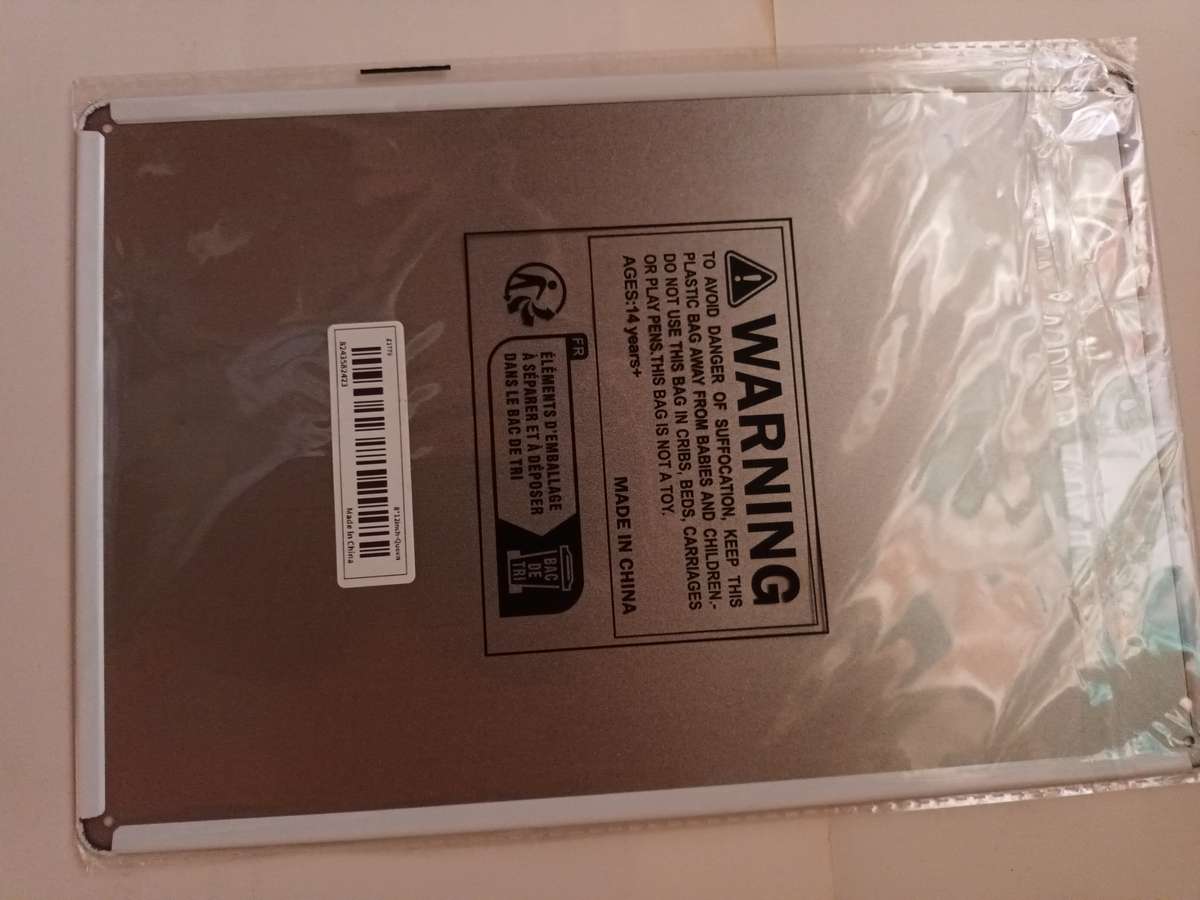 WARNING
TO AVOID DANGER OF SUFFOCATION, KEEP THIS
PLASTIC BAG AWAY FROM BABIES AND CHILDREN.-
DO NOT USE THIS BAG IN CRIBS, BEDS, CARRIAGES
OR PLAY PENS.THIS BAG IS NOT A TOY.
AGES:14 years+
MADE IN CHINA
FR
ÉLÉMENTS D'EMBALLAGE
À SÉPARER ET À DÉPOSER
DANS LE BAC DE TRI
BAC
DE
TRI
8243582423
Made In China